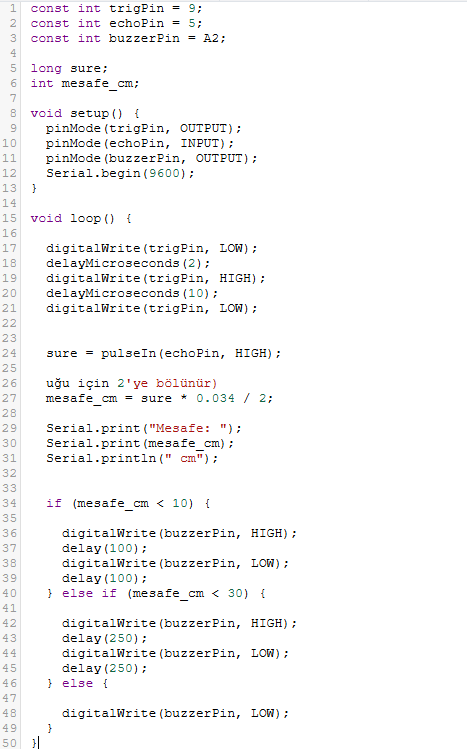 1 const int trigPin = 9;
2 const int echoPin = 5;
3 const int buzzerPin = A2;
4
5 long sure;
6 int mesafe_cm;
7
8 void setup() {
9   pinMode(trigPin, OUTPUT);
10   pinMode(echoPin, INPUT);
11   pinMode(buzzerPin, OUTPUT);
12   Serial.begin(9600);
13 }
14
15 void loop() {
16
17   digitalWrite(trigPin, LOW);
18   delayMicroseconds(2);
19   digitalWrite(trigPin, HIGH);
20   delayMicroseconds(10);
21   digitalWrite(trigPin, LOW);
22
23
24   sure = pulseIn(echoPin, HIGH);
25
26   uğu için 2'ye bölünür)
27   mesafe_cm = sure * 0.034 / 2;
28
29   Serial.print("Mesafe: ");
30   Serial.print(mesafe_cm);
31   Serial.println(" cm");
32
33
34   if (mesafe_cm < 10) {
35
36     digitalWrite(buzzerPin, HIGH);
37     delay(100);
38     digitalWrite(buzzerPin, LOW);
39     delay(100);
40   } else if (mesafe_cm < 30) {
41
42     digitalWrite(buzzerPin, HIGH);
43     delay(250);
44     digitalWrite(buzzerPin, LOW);
45     delay(250);
46   } else {
47
48     digitalWrite(buzzerPin, LOW);
49   }
50 }